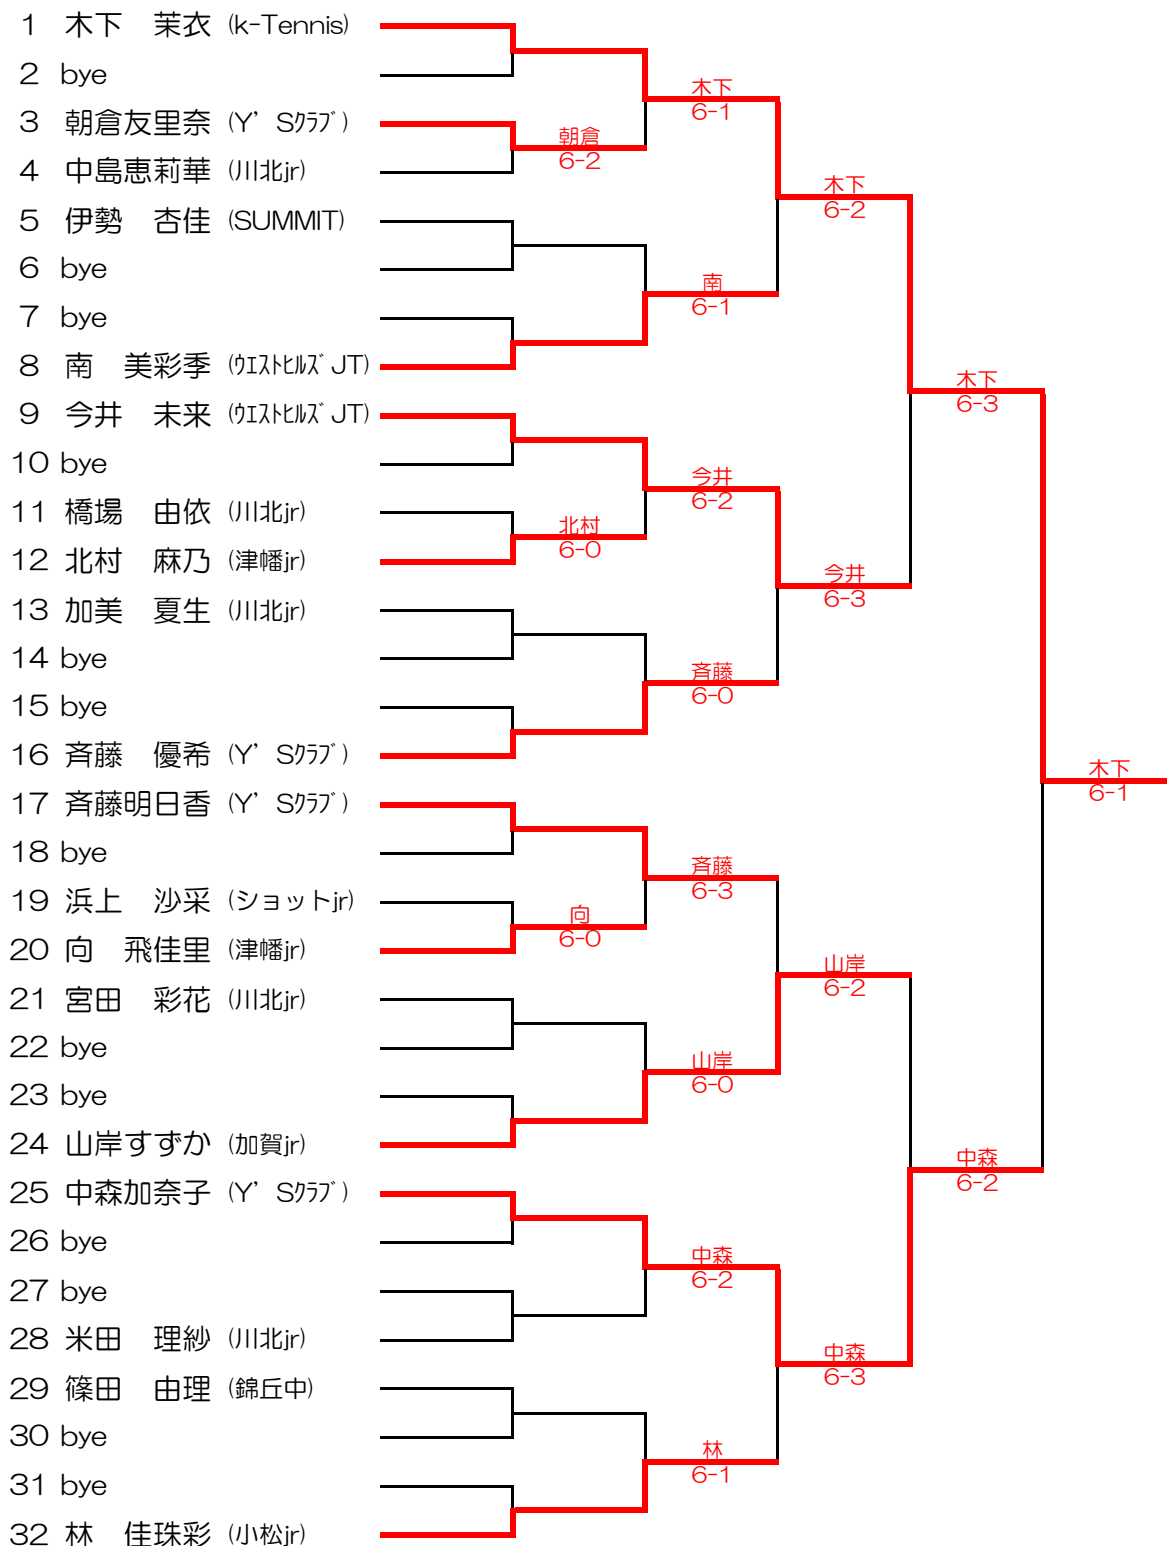 1 木下　茉衣 (k-Tennis)
2 bye
木下
6-1
3 朝倉友里奈 (Y’Sｸﾗﾌﾞ)
朝倉
6-2
4 中島恵莉華 (川北jr)
木下
6-2
5 伊勢　杏佳 (SUMMIT)
6 bye
南
6-1
7 bye
8 南　美彩季 (ｳｴｽﾄﾋﾙｽﾞJT)
木下
6-3
9 今井　未来 (ｳｴｽﾄﾋﾙｽﾞJT)
10 bye
今井
6-2
11 橋場　由依 (川北jr)
北村
6-0
12 北村　麻乃 (津幡jr)
今井
6-3
13 加美　夏生 (川北jr)
14 bye
斉藤
6-0
15 bye
16 斉藤　優希 (Y’Sｸﾗﾌﾞ)
木下
6-1
17 斉藤明日香 (Y’Sｸﾗﾌﾞ)
18 bye
斉藤
6-3
19 浜上　沙采 (ショットjr)
向
6-0
20 向　飛佳里 (津幡jr)
山岸
6-2
21 宮田　彩花 (川北jr)
22 bye
山岸
6-0
23 bye
24 山岸すずか (加賀jr)
中森
6-2
25 中森加奈子 (Y’Sｸﾗﾌﾞ)
26 bye
中森
6-2
27 bye
28 米田　理紗 (川北jr)
中森
6-3
29 篠田　由理 (錦丘中)
30 bye
林
6-1
31 bye
32 林　佳珠彩 (小松jr)